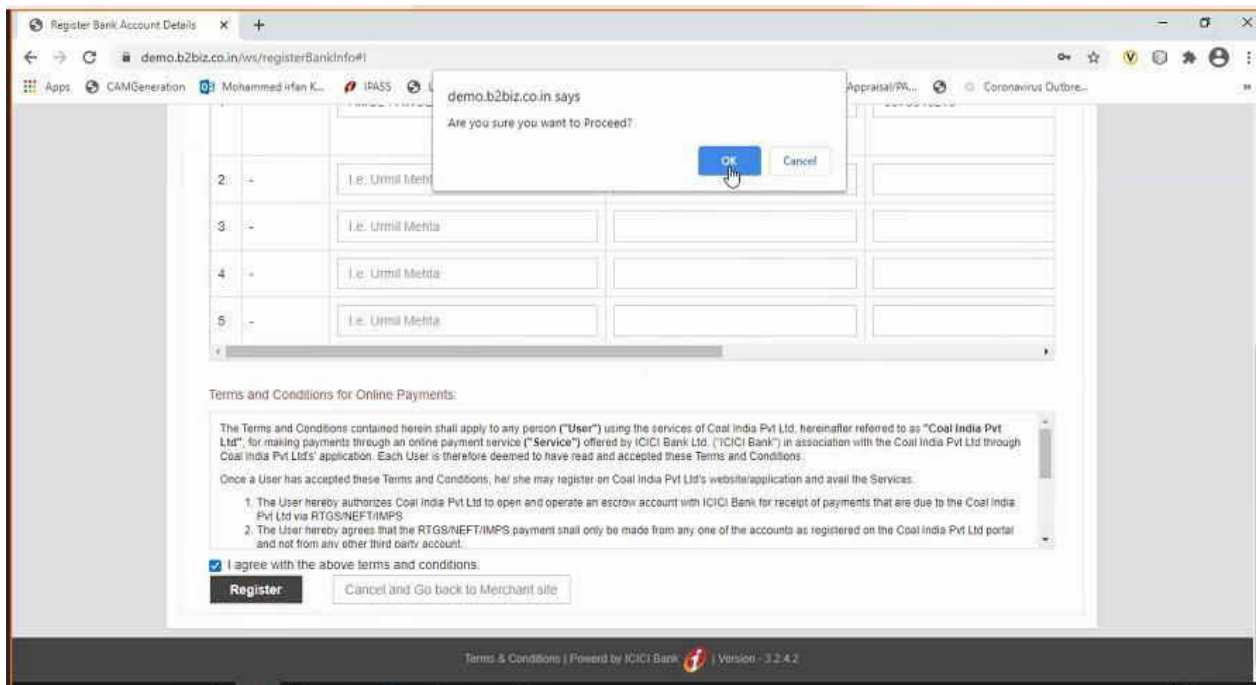 Register Bank Account Details
demo.b2biz.co.in/ws/registerBankInfo#!
Apps CAMGeneration Mohammed irfan K... IPASS Appraisal/PA... Coronavirus Outbre...
demo.b2biz.co.in says
Are you sure you want to Proceed?
OK Cancel
2 - I.e. Urmil
3 - I.e. Urmil Mehta
4 - I.e. Urmil Mehta
5 - I.e. Urmil Mehta
Terms and Conditions for Online Payments:
The Terms and Conditions contained herein shall apply to any person ("User") using the services of Coal India Pvt Ltd, hereinafter referred to as "Coal India Pvt
Ltd", for making payments through an online payment service ("Service") offered by ICICI Bank Ltd. ("ICICI Bank") in association with the Coal India Pvt Ltd through
Coal India Pvt Ltd's' application. Each User is therefore deemed to have read and accepted these Terms and Conditions.
Once a User has accepted these Terms and Conditions, he/ she may register on Coal India Pvt Ltd's website/application and avail the Services.
1. The User hereby authorizes Coal India Pvt Ltd to open and operate an escrow account with ICICI Bank for receipt of payments that are due to the Coal India
Pvt Ltd via RTGS/NEFT/IMPS
2. The User hereby agrees that the RTGS/NEFT/IMPS payment shall only be made from any one of the accounts as registered on the Coal India Pvt Ltd portal
and not from any other third party account.
I agree with the above terms and conditions.
Register Cancel and Go back to Merchant site
Terms & Conditions | Powerd by ICICI Bank | Version - 3.2.4.2